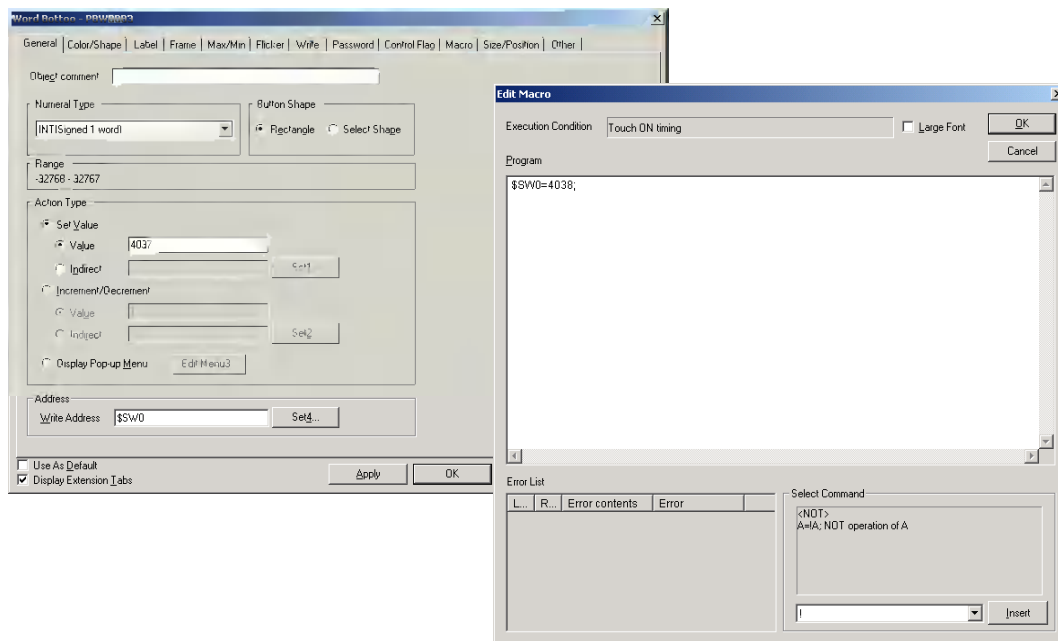 Word Button - PBW0003
General Color/Shape Label Frame Max/Min Flicker Write Password Control Flag Macro Size/Position Other
Object comment
Numeral Type
INT(Signed 1 word)
Button Shape
Rectangle Select Shape
Range
-32768 - 32767
Action Type
Set Value
Value 4037
Indirect Set1
Increment/Decrement
Value 1
Indirect Set2
Display Pop-up Menu Edit Menu3
Address
Write Address $SW0 Set4...
Use As Default
Display Extension Tabs
Apply OK
Edit Macro
Execution Condition Touch ON timing Large Font OK
Cancel
Program
$SW0=4038;
Error List
L... R... Error contents Error
Select Command
<NOT>
A=!A; NOT operation of A
! Insert